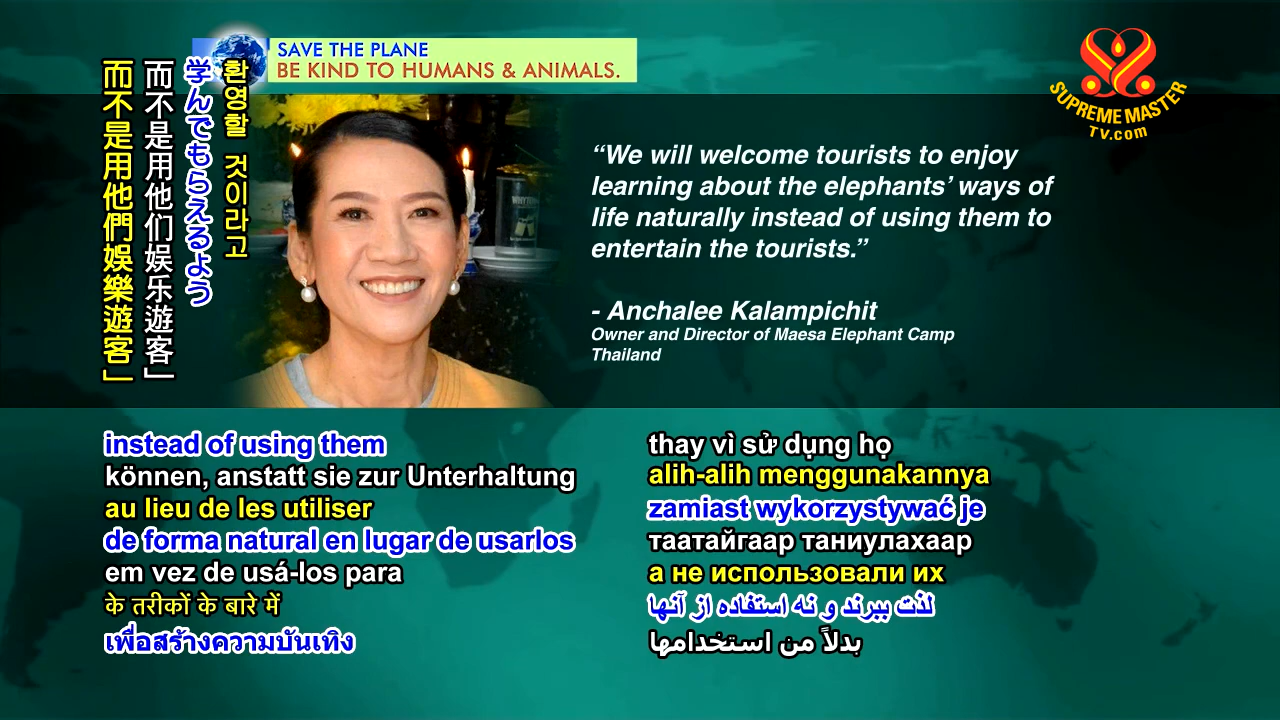 SAVE THE PLANE
BE KIND TO HUMANS & ANIMALS.
SUPREME MASTER
TV.com
而不是用他們娛樂遊客」
而不是用他们娱乐遊客」
学んでもらえるよう
환영할 것이라고
“We will welcome tourists to enjoy
learning about the elephants’ ways of
life naturally instead of using them to
entertain the tourists.”
- Anchalee Kalampichit
Owner and Director of Maesa Elephant Camp
Thailand
instead of using them
können, anstatt sie zur Unterhaltung
au lieu de les utiliser
de forma natural en lugar de usarlos
em vez de usá-los para
के तरीकों के बारे में
เพื่อสร้างความบันเทิง
thay vì sử dụng họ
alih-alih menggunakannya
zamiast wykorzystywać je
таатайгаар таниулахаар
а не использовали их
لذت ببرند و نه استفاده از آنها
بدلاً من استخدامها